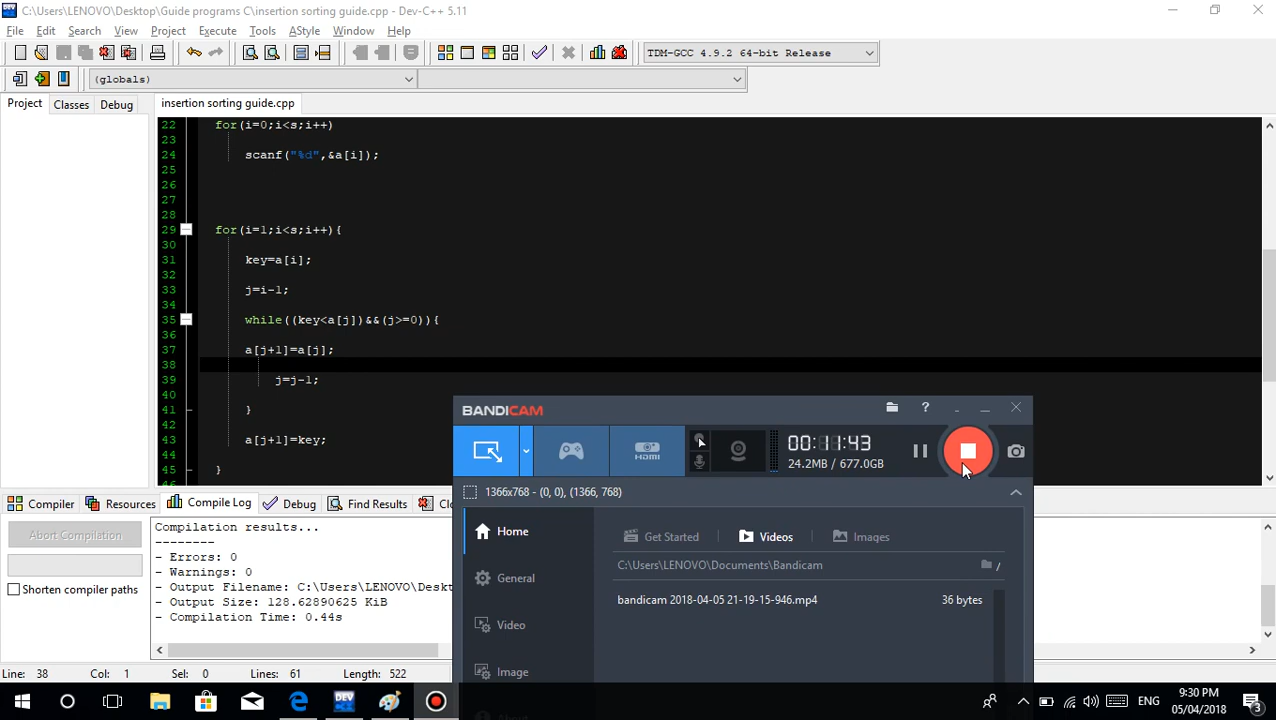 C:\Users\LENOVO\Desktop\Guide programs C\insertion sorting guide.cpp - Dev-C++ 5.11
File Edit Search View Project Execute Tools AStyle Window Help
TDM-GCC 4.9.2 64-bit Release
(globals)
Project Classes Debug insertion sorting guide.cpp
22 for(i=0;i<s;i++)
23
24 scanf("%d",&a[i]);
25
26
27
28
29 for(i=1;i<s;i++){
30
31 key=a[i];
32
33 j=i-1;
34
35 while((key<a[j])&&(j>=0)){
36
37 a[j+1]=a[j];
38
39 j=j-1;
40
41 }
42
43 a[j+1]=key;
44
45 }
BANDICAM
HDMI
00:11:43
24.2MB / 677.0GB
1366x768 - (0, 0), (1366, 768)
Home
General
Video
Image
Get Started Videos Images
C:\Users\LENOVO\Documents\Bandicam /
bandicam 2018-04-05 21-19-15-946.mp4 36 bytes
Compiler Resources Compile Log Debug Find Results Clo
Abort Compilation
Shorten compiler paths
Compilation results...
--------
- Errors: 0
- Warnings: 0
- Output Filename: C:\Users\LENOVO\Deskt
- Output Size: 128.62890625 KiB
- Compilation Time: 0.44s
Line: 38 Col: 1 Sel: 0 Lines: 61 Length: 522
DEV
ENG
9:30 PM
05/04/2018
3